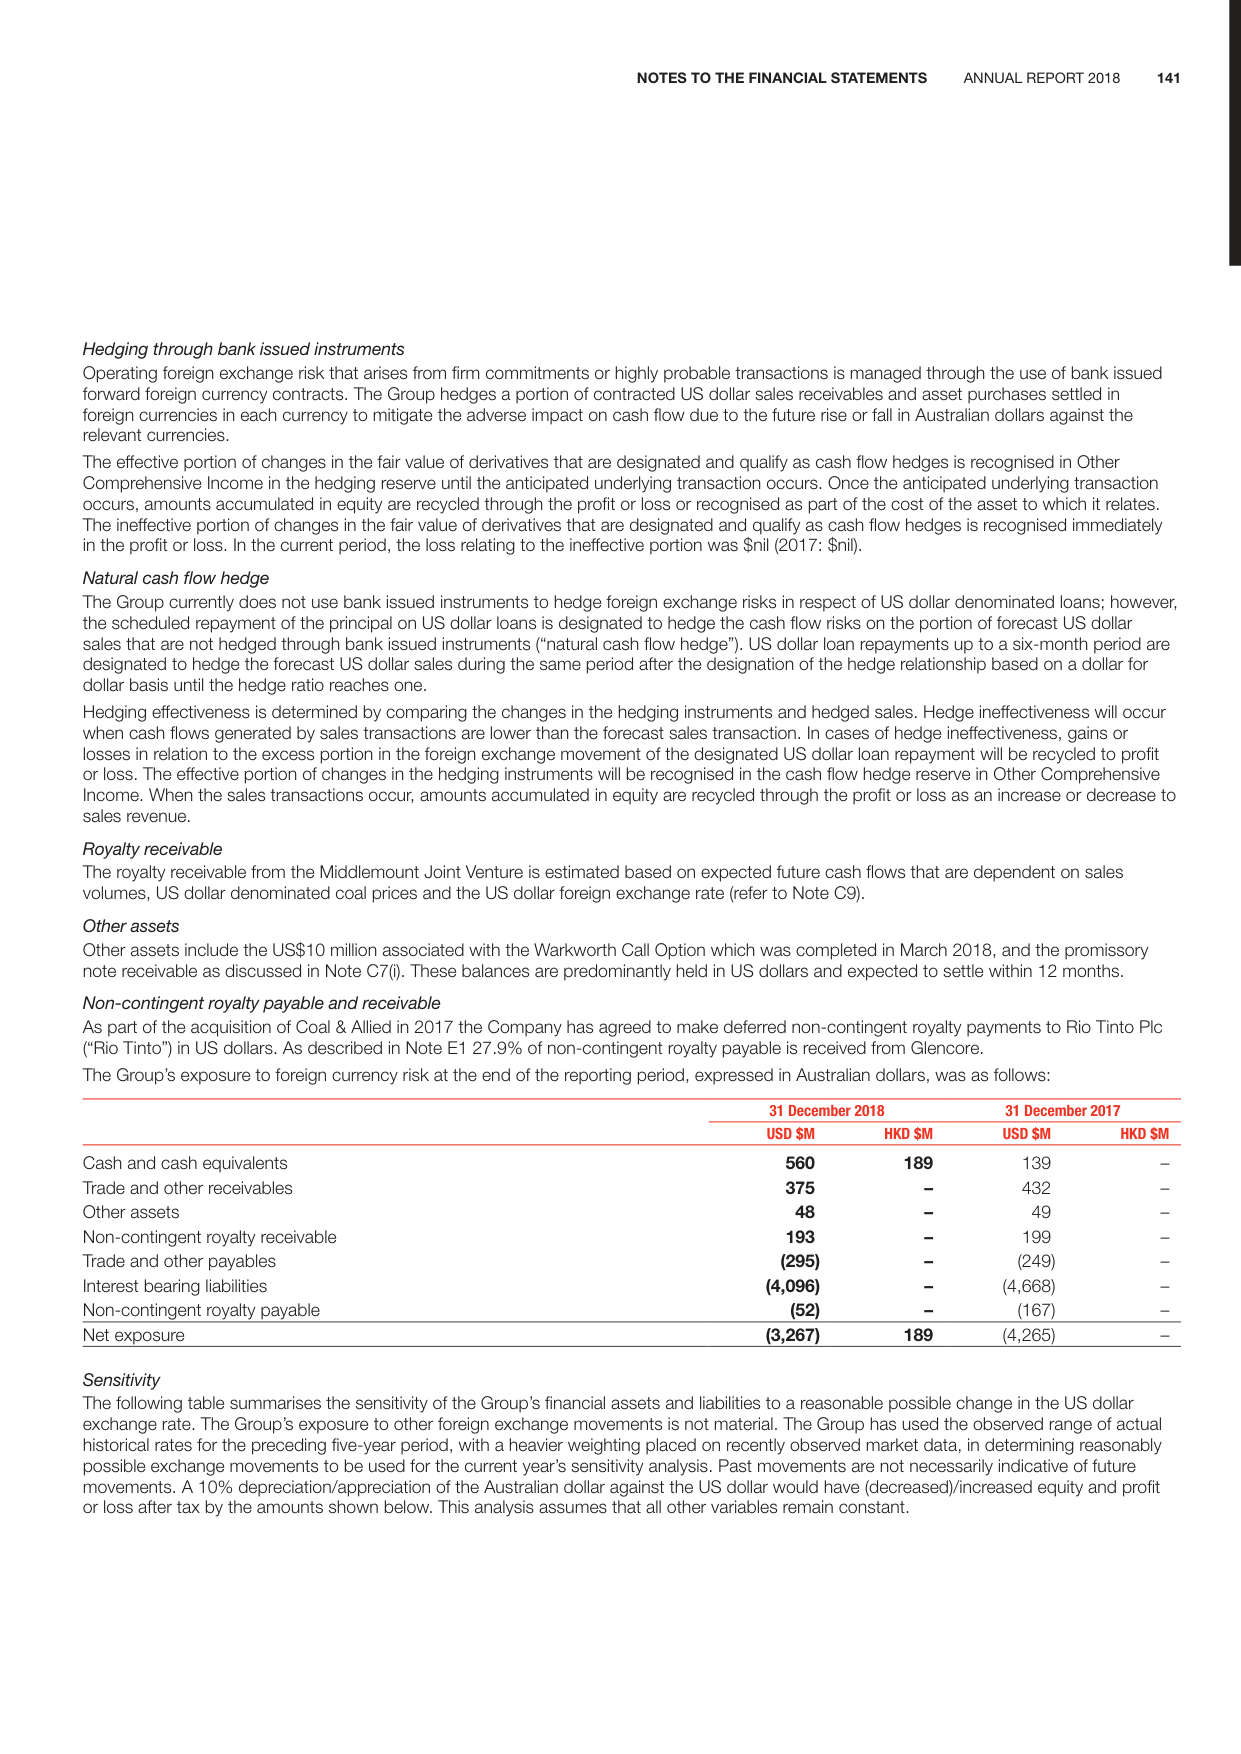 NOTES TO THE FINANCIAL STATEMENTS ANNUAL REPORT 2018 141
Hedging through bank issued instruments
Operating foreign exchange risk that arises from firm commitments or highly probable transactions is managed through the use of bank issued
forward foreign currency contracts. The Group hedges a portion of contracted US dollar sales receivables and asset purchases settled in
foreign currencies in each currency to mitigate the adverse impact on cash flow due to the future rise or fall in Australian dollars against the
relevant currencies.
The effective portion of changes in the fair value of derivatives that are designated and qualify as cash flow hedges is recognised in Other
Comprehensive Income in the hedging reserve until the anticipated underlying transaction occurs. Once the anticipated underlying transaction
occurs, amounts accumulated in equity are recycled through the profit or loss or recognised as part of the cost of the asset to which it relates.
The ineffective portion of changes in the fair value of derivatives that are designated and qualify as cash flow hedges is recognised immediately
in the profit or loss. In the current period, the loss relating to the ineffective portion was $nil (2017: $nil).
Natural cash flow hedge
The Group currently does not use bank issued instruments to hedge foreign exchange risks in respect of US dollar denominated loans; however,
the scheduled repayment of the principal on US dollar loans is designated to hedge the cash flow risks on the portion of forecast US dollar
sales that are not hedged through bank issued instruments (“natural cash flow hedge”). US dollar loan repayments up to a six-month period are
designated to hedge the forecast US dollar sales during the same period after the designation of the hedge relationship based on a dollar for
dollar basis until the hedge ratio reaches one.
Hedging effectiveness is determined by comparing the changes in the hedging instruments and hedged sales. Hedge ineffectiveness will occur
when cash flows generated by sales transactions are lower than the forecast sales transaction. In cases of hedge ineffectiveness, gains or
losses in relation to the excess portion in the foreign exchange movement of the designated US dollar loan repayment will be recycled to profit
or loss. The effective portion of changes in the hedging instruments will be recognised in the cash flow hedge reserve in Other Comprehensive
Income. When the sales transactions occur, amounts accumulated in equity are recycled through the profit or loss as an increase or decrease to
sales revenue.
Royalty receivable
The royalty receivable from the Middlemount Joint Venture is estimated based on expected future cash flows that are dependent on sales
volumes, US dollar denominated coal prices and the US dollar foreign exchange rate (refer to Note C9).
Other assets
Other assets include the US$10 million associated with the Warkworth Call Option which was completed in March 2018, and the promissory
note receivable as discussed in Note C7(i). These balances are predominantly held in US dollars and expected to settle within 12 months.
Non-contingent royalty payable and receivable
As part of the acquisition of Coal & Allied in 2017 the Company has agreed to make deferred non-contingent royalty payments to Rio Tinto Plc
(“Rio Tinto”) in US dollars. As described in Note E1 27.9% of non-contingent royalty payable is received from Glencore.
The Group’s exposure to foreign currency risk at the end of the reporting period, expressed in Australian dollars, was as follows:
31 December 2018 31 December 2017
USD $M HKD $M USD $M HKD $M
Cash and cash equivalents 560 189 139 –
Trade and other receivables 375 – 432 –
Other assets 48 – 49 –
Non-contingent royalty receivable 193 – 199 –
Trade and other payables (295) – (249) –
Interest bearing liabilities (4,096) – (4,668) –
Non-contingent royalty payable (52) – (167) –
Net exposure (3,267) 189 (4,265) –
Sensitivity
The following table summarises the sensitivity of the Group’s financial assets and liabilities to a reasonable possible change in the US dollar
exchange rate. The Group’s exposure to other foreign exchange movements is not material. The Group has used the observed range of actual
historical rates for the preceding five-year period, with a heavier weighting placed on recently observed market data, in determining reasonably
possible exchange movements to be used for the current year’s sensitivity analysis. Past movements are not necessarily indicative of future
movements. A 10% depreciation/appreciation of the Australian dollar against the US dollar would have (decreased)/increased equity and profit
or loss after tax by the amounts shown below. This analysis assumes that all other variables remain constant.